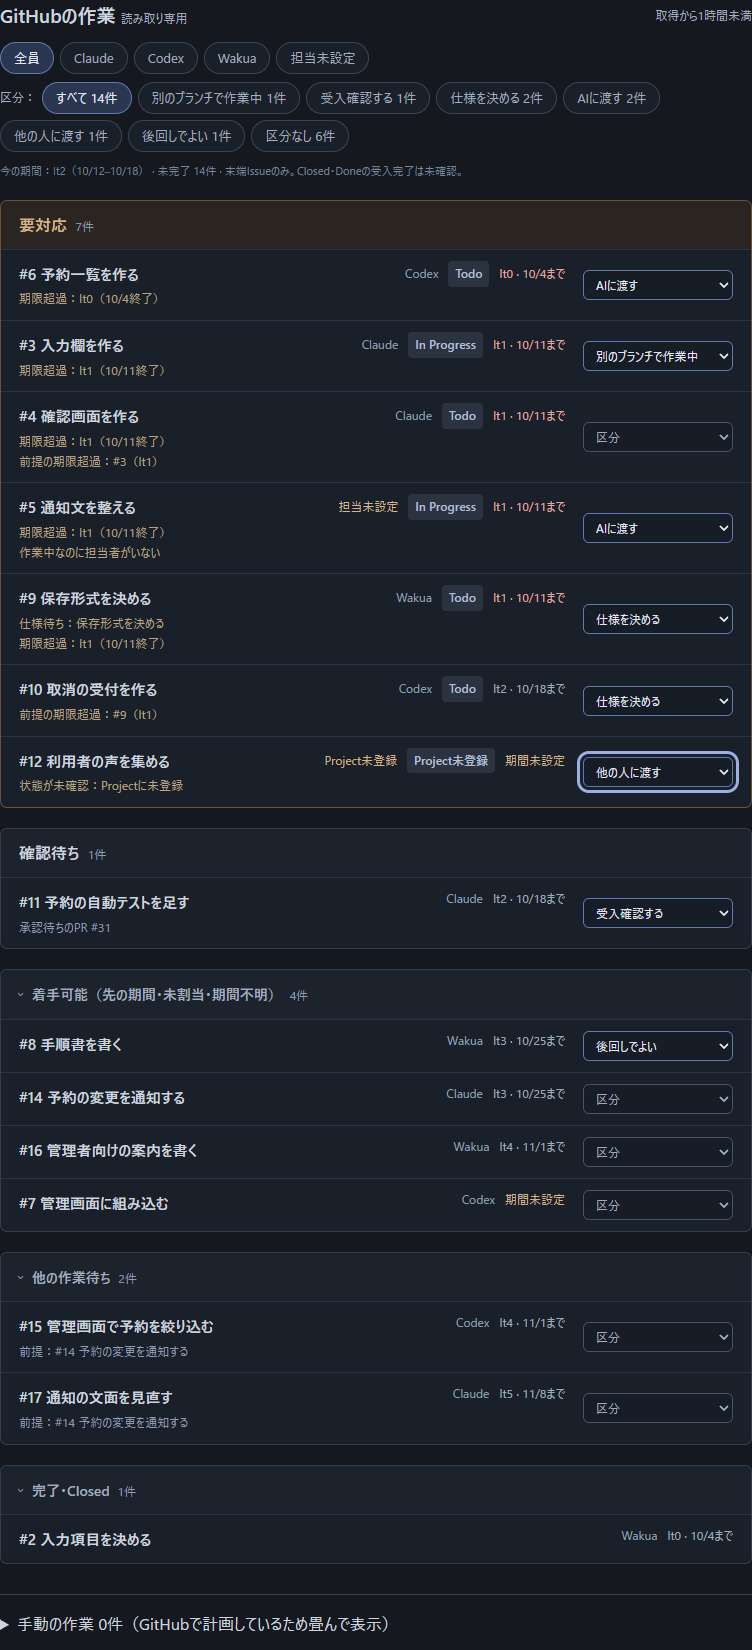 GitHubの作業 読み取り専用 取得から1時間未満
全員 Claude Codex Wakua 担当未設定
区分： すべて 14件 別のブランチで作業中 1件 受入確認する 1件 仕様を決める 2件 AIに渡す 2件
他の人に渡す 1件 後回しでよい 1件 区分なし 6件
今の期間：It2（10/12–10/18） · 未完了 14件 · 末端Issueのみ。Closed・Doneの受入完了は未確認。
要対応 7件
#6 予約一覧を作る Codex Todo It0 · 10/4まで AIに渡す
期限超過：It0（10/4終了）
#3 入力欄を作る Claude In Progress It1 · 10/11まで 別のブランチで作業中
期限超過：It1（10/11終了）
#4 確認画面を作る Claude Todo It1 · 10/11まで 区分
期限超過：It1（10/11終了）
前提の期限超過：#3（It1）
#5 通知文を整える 担当未設定 In Progress It1 · 10/11まで AIに渡す
期限超過：It1（10/11終了）
作業中なのに担当者がいない
#9 保存形式を決める Wakua Todo It1 · 10/11まで 仕様を決める
仕様待ち：保存形式を決める
期限超過：It1（10/11終了）
#10 取消の受付を作る Codex Todo It2 · 10/18まで 仕様を決める
前提の期限超過：#9（It1）
#12 利用者の声を集める Project未登録 Project未登録 期間未設定 他の人に渡す
状態が未確認：Projectに未登録
確認待ち 1件
#11 予約の自動テストを足す Claude It2 · 10/18まで 受入確認する
承認待ちのPR #31
着手可能（先の期間・未割当・期間不明） 4件
#8 手順書を書く Wakua It3 · 10/25まで 後回しでよい
#14 予約の変更を通知する Claude It3 · 10/25まで 区分
#16 管理者向けの案内を書く Wakua It4 · 11/1まで 区分
#7 管理画面に組み込む Codex 期間未設定 区分
他の作業待ち 2件
#15 管理画面で予約を絞り込む Codex It4 · 11/1まで 区分
前提：#14 予約の変更を通知する
#17 通知の文面を見直す Claude It5 · 11/8まで 区分
前提：#14 予約の変更を通知する
完了・Closed 1件
#2 入力項目を決める Wakua It0 · 10/4まで
手動の作業 0件（GitHubで計画しているため畳んで表示）